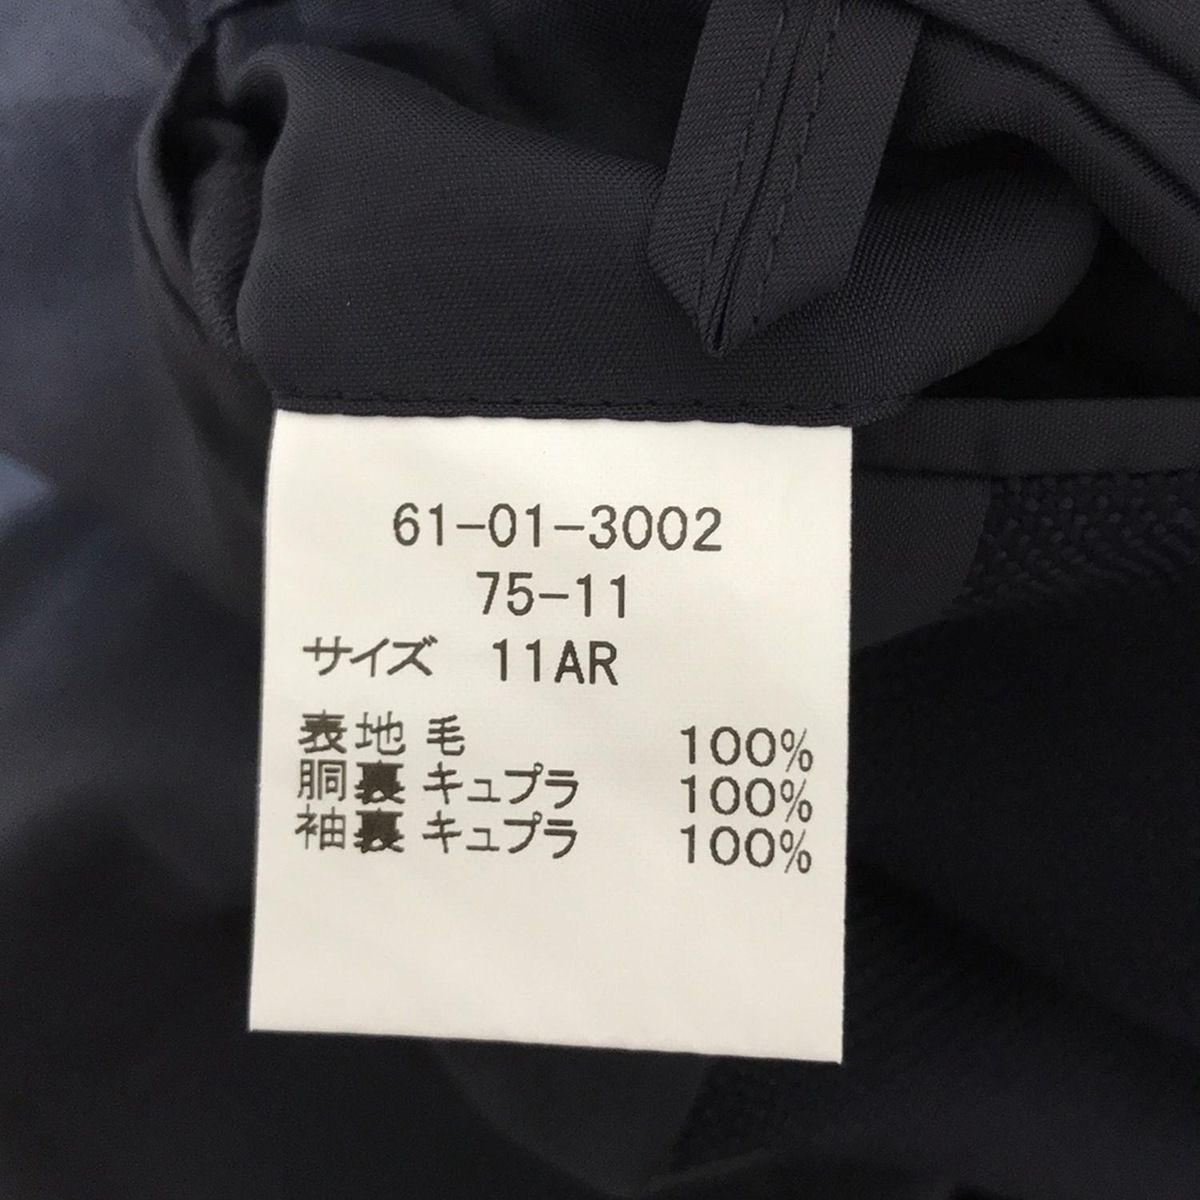 61-01-3002
75-11
サイズ 11AR
表地 毛 100%
胴裏 キュプラ 100%
袖裏 キュプラ 100%